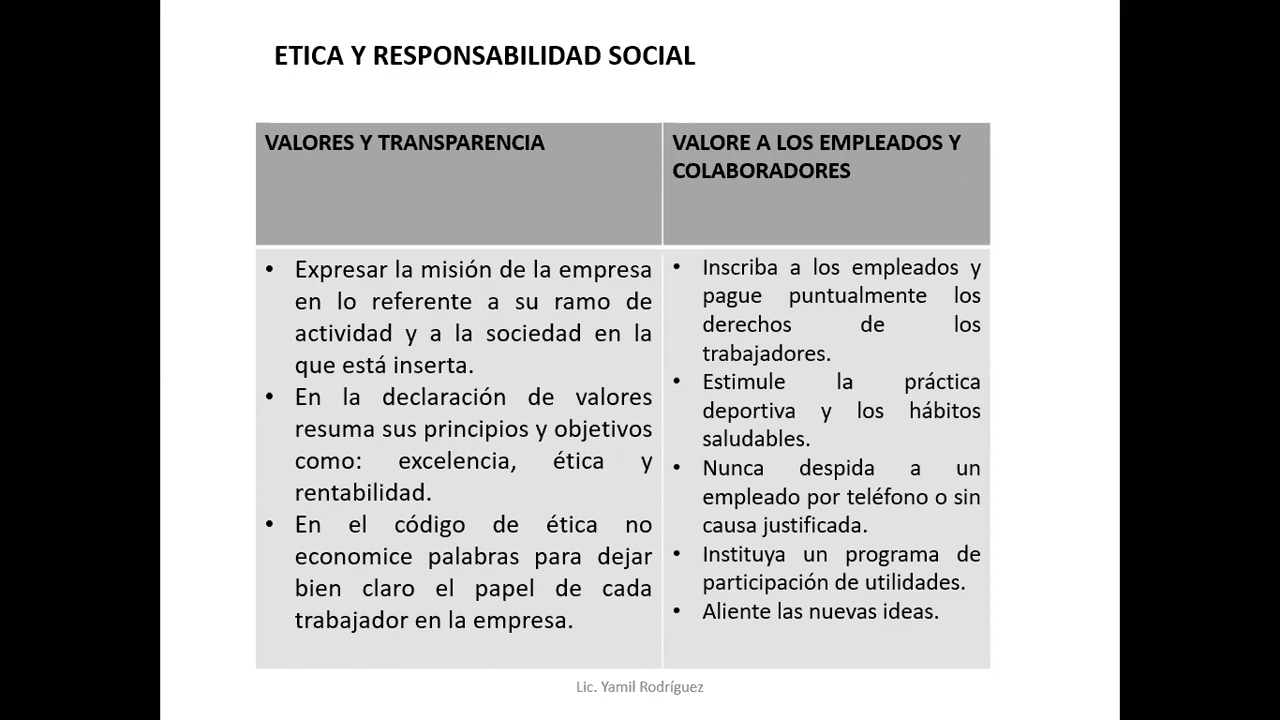 ETICA Y RESPONSABILIDAD SOCIAL
VALORES Y TRANSPARENCIA
VALORE A LOS EMPLEADOS Y
COLABORADORES
• Expresar la misión de la empresa
en lo referente a su ramo de
actividad y a la sociedad en la
que está inserta.
• En la declaración de valores
resuma sus principios y objetivos
como: excelencia, ética y
rentabilidad.
• En el código de ética no
economice palabras para dejar
bien claro el papel de cada
trabajador en la empresa.
• Inscriba a los empleados y
pague puntualmente los
derechos de los
trabajadores.
• Estimule la práctica
deportiva y los hábitos
saludables.
• Nunca despida a un
empleado por teléfono o sin
causa justificada.
• Instituya un programa de
participación de utilidades.
• Aliente las nuevas ideas.
Lic. Yamil Rodríguez